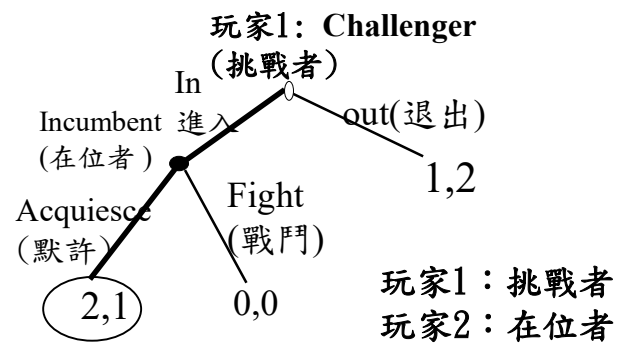 玩家1: Challenger
(挑戰者)
In
進入
Incumbent
(在位者)
out(退出)
1,2
Acquiesce
(默許)
Fight
(戰鬥)
2,1
0,0
玩家1:挑戰者
玩家2:在位者